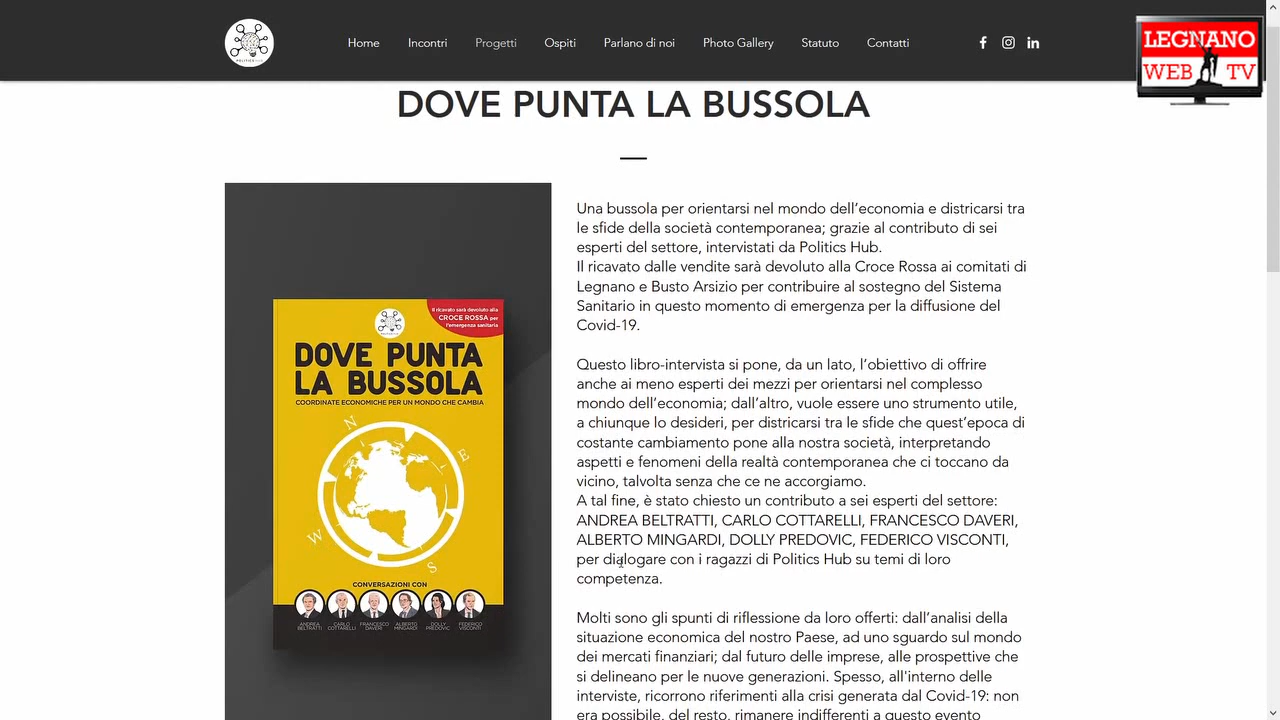 POLITICS HUB
Home
Incontri
Progetti
Ospiti
Parlano di noi
Photo Gallery
Statuto
Contatti
LEGNANO
WEB TV
DOVE PUNTA LA BUSSOLA
Il ricavato sarà devoluto alla
CROCE ROSSA per
l'emergenza sanitaria
DOVE PUNTA
LA BUSSOLA
COORDINATE ECONOMICHE PER UN MONDO CHE CAMBIA
N
E
W
S
CONVERSAZIONI CON
ANDREA
BELTRATTI
CARLO
COTTARELLI
FRANCESCO
DAVERI
ALBERTO
MINGARDI
DOLLY
PREDOVIC
FEDERICO
VISCONTI
Una bussola per orientarsi nel mondo dell’economia e districarsi tra
le sfide della società contemporanea; grazie al contributo di sei
esperti del settore, intervistati da Politics Hub.
Il ricavato dalle vendite sarà devoluto alla Croce Rossa ai comitati di
Legnano e Busto Arsizio per contribuire al sostegno del Sistema
Sanitario in questo momento di emergenza per la diffusione del
Covid-19.
Questo libro-intervista si pone, da un lato, l’obiettivo di offrire
anche ai meno esperti dei mezzi per orientarsi nel complesso
mondo dell’economia; dall’altro, vuole essere uno strumento utile,
a chiunque lo desideri, per districarsi tra le sfide che quest’epoca di
costante cambiamento pone alla nostra società, interpretando
aspetti e fenomeni della realtà contemporanea che ci toccano da
vicino, talvolta senza che ce ne accorgiamo.
A tal fine, è stato chiesto un contributo a sei esperti del settore:
ANDREA BELTRATTI, CARLO COTTARELLI, FRANCESCO DAVERI,
ALBERTO MINGARDI, DOLLY PREDOVIC, FEDERICO VISCONTI,
per dialogare con i ragazzi di Politics Hub su temi di loro
competenza.
Molti sono gli spunti di riflessione da loro offerti: dall’analisi della
situazione economica del nostro Paese, ad uno sguardo sul mondo
dei mercati finanziari; dal futuro delle imprese, alle prospettive che
si delineano per le nuove generazioni. Spesso, all'interno delle
interviste, ricorrono riferimenti alla crisi generata dal Covid-19: non
era possibile, del resto, rimanere indifferenti a questo evento